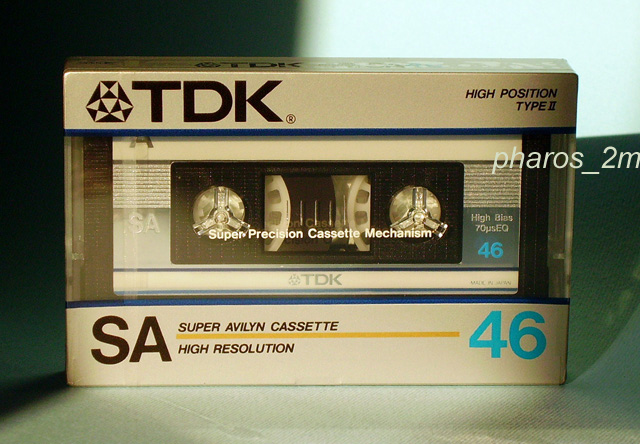 TDK®
HIGH POSITION
TYPE II
A
pharos_2m
SA
High Bias
70µsEQ
Super Precision Cassette Mechanism
46
TDK
MADE IN JAPAN
SA
SUPER AVILYN CASSETTE
HIGH RESOLUTION
46